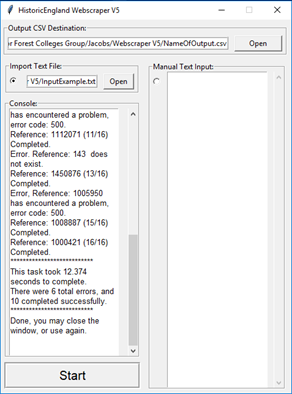 HistoricEngland Webscraper V5
Output CSV Destination:
r Forest Colleges Group/Jacobs/Webscraper V5/NameOfOutput.csv
Open
Import Text File:
r V5/InputExample.txt
Open
Manual Text Input:
Console:
has encountered a problem,
error code: 500.
Reference: 1112071 (11/16)
Completed.
Error. Reference: 143 does
not exist.
Reference: 1450876 (13/16)
Completed.
Error, Reference: 1005950
has encountered a problem,
error code: 500.
Reference: 1008887 (15/16)
Completed.
Reference: 1000421 (16/16)
Completed.
***************************
This task took 12.374
seconds to complete.
There were 6 total errors, and
10 completed successfully.
***************************
Done, you may close the
window, or use again.
Start